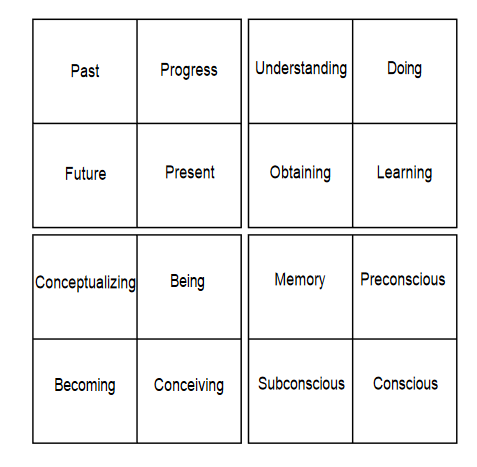 Past Progress Understanding Doing
Future Present Obtaining Learning
Conceptualizing Being Memory Preconscious
Becoming Conceiving Subconscious Conscious